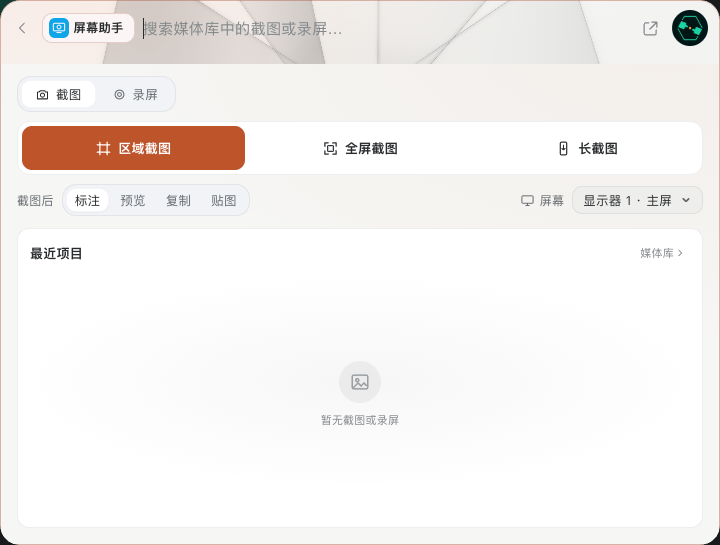 屏幕助手 搜索媒体库中的截图或录屏...
截图 录屏
区域截图 全屏截图 长截图
截图后 标注 预览 复制 贴图 屏幕 显示器 1 · 主屏
最近项目 媒体库
暂无截图或录屏